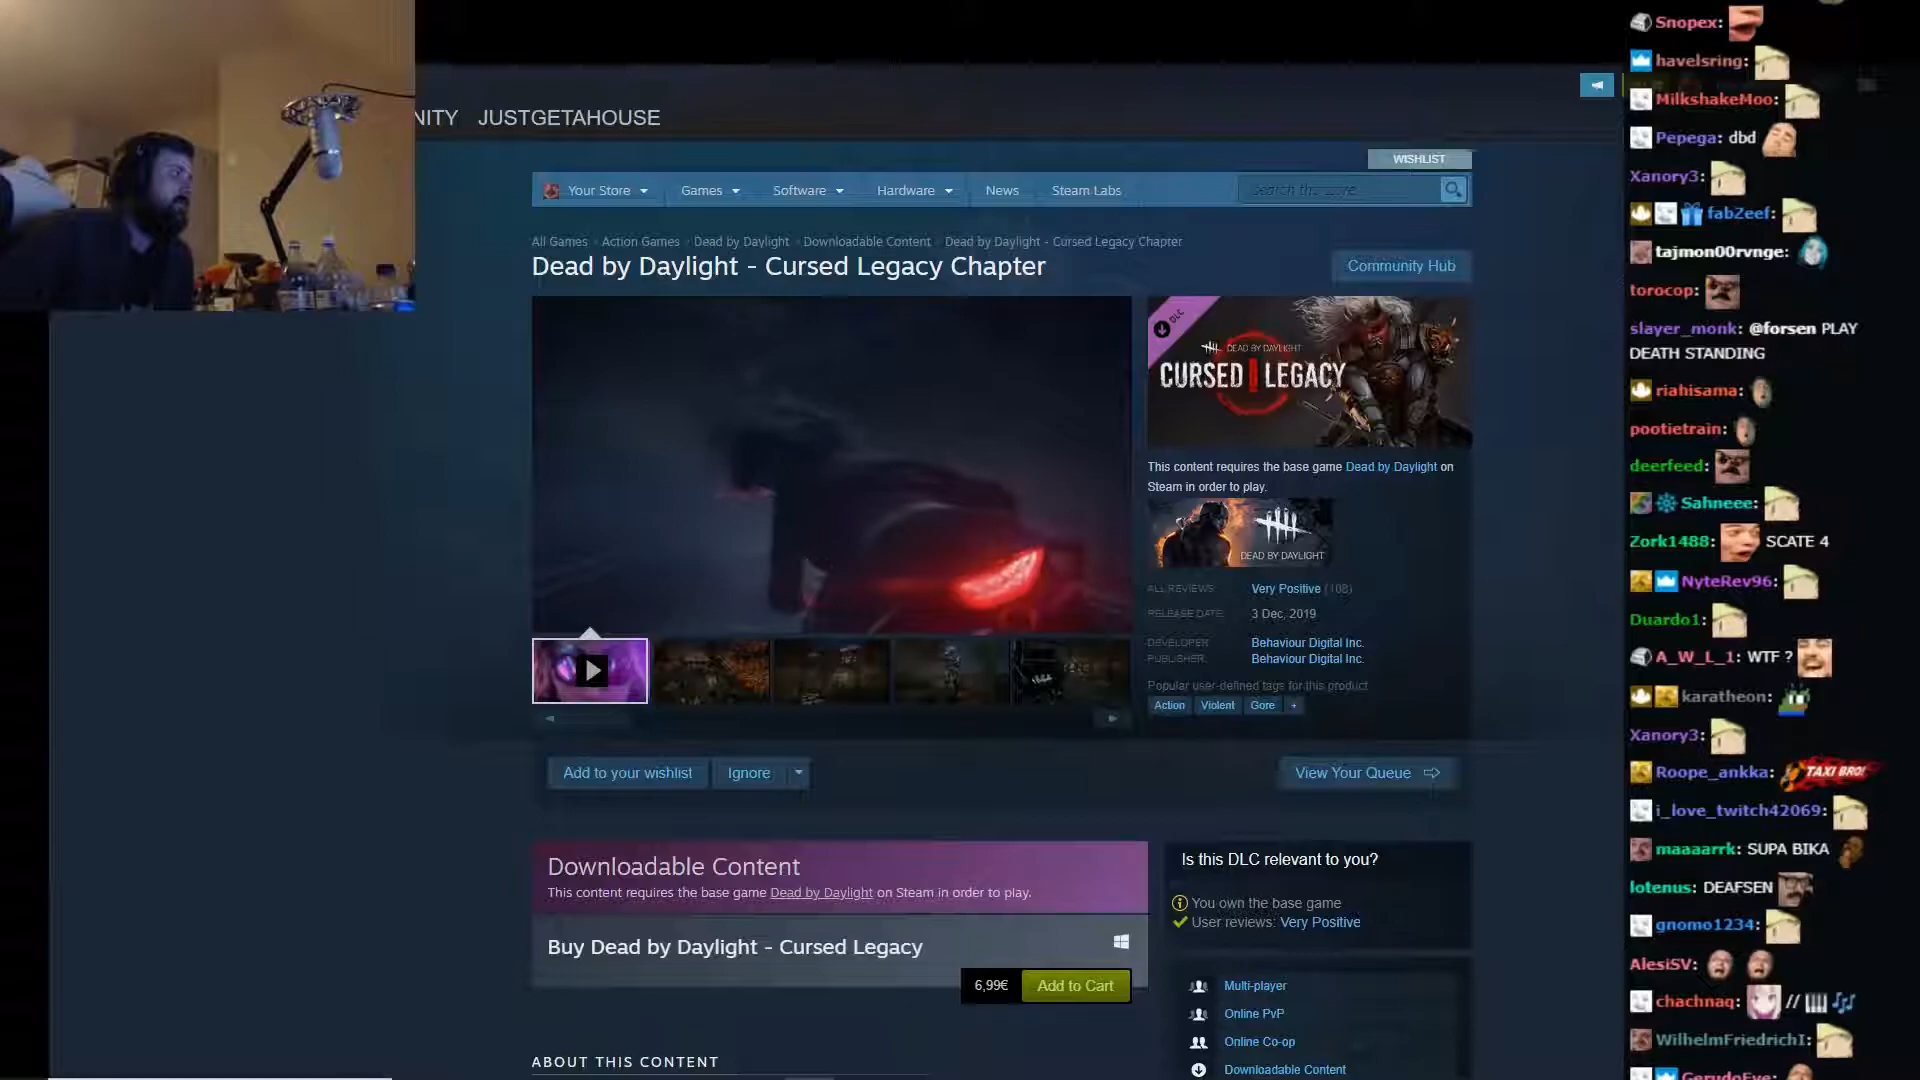 NITY JUSTGETAHOUSE
WISHLIST
Your Store Games Software Hardware News Steam Labs
Search the store
All Games Action Games Dead by Daylight Downloadable Content Dead by Daylight - Cursed Legacy Chapter
Dead by Daylight - Cursed Legacy Chapter
Community Hub
DLC
DEAD BY DAYLIGHT
CURSED LEGACY
This content requires the base game Dead by Daylight on
Steam in order to play.
DEAD BY DAYLIGHT
ALL REVIEWS: Very Positive (108)
RELEASE DATE: 3 Dec, 2019
DEVELOPER: Behaviour Digital Inc.
PUBLISHER: Behaviour Digital Inc.
Popular user-defined tags for this product
Action Violent Gore +
Add to your wishlist Ignore
View Your Queue
Downloadable Content
This content requires the base game Dead by Daylight on Steam in order to play.
Buy Dead by Daylight - Cursed Legacy
6,99€ Add to Cart
ABOUT THIS CONTENT
Is this DLC relevant to you?
You own the base game
User reviews: Very Positive
Multi-player
Online PvP
Online Co-op
Downloadable Content
Snopex:
havelsring:
MilkshakeMoo:
Pepega: dbd
Xanory3:
fabZeef:
tajmon00rvnge:
torocop:
slayer_monk: @forsen PLAY
DEATH STANDING
riahisama:
pootietrain:
deerfeed:
Sahneee:
Zork1488: SCATE 4
NyteRev96:
Duardo1:
A_W_L_1: WTF ?
karatheon:
Xanory3:
Roope_ankka: TAXI BRO!
i_love_twitch42069:
maaaarrk: SUPA BIKA
lotenus: DEAFSEN
gnomo1234:
AlesiSV:
chachnaq: //
WilhelmFriedrichI:
GerudoEve: